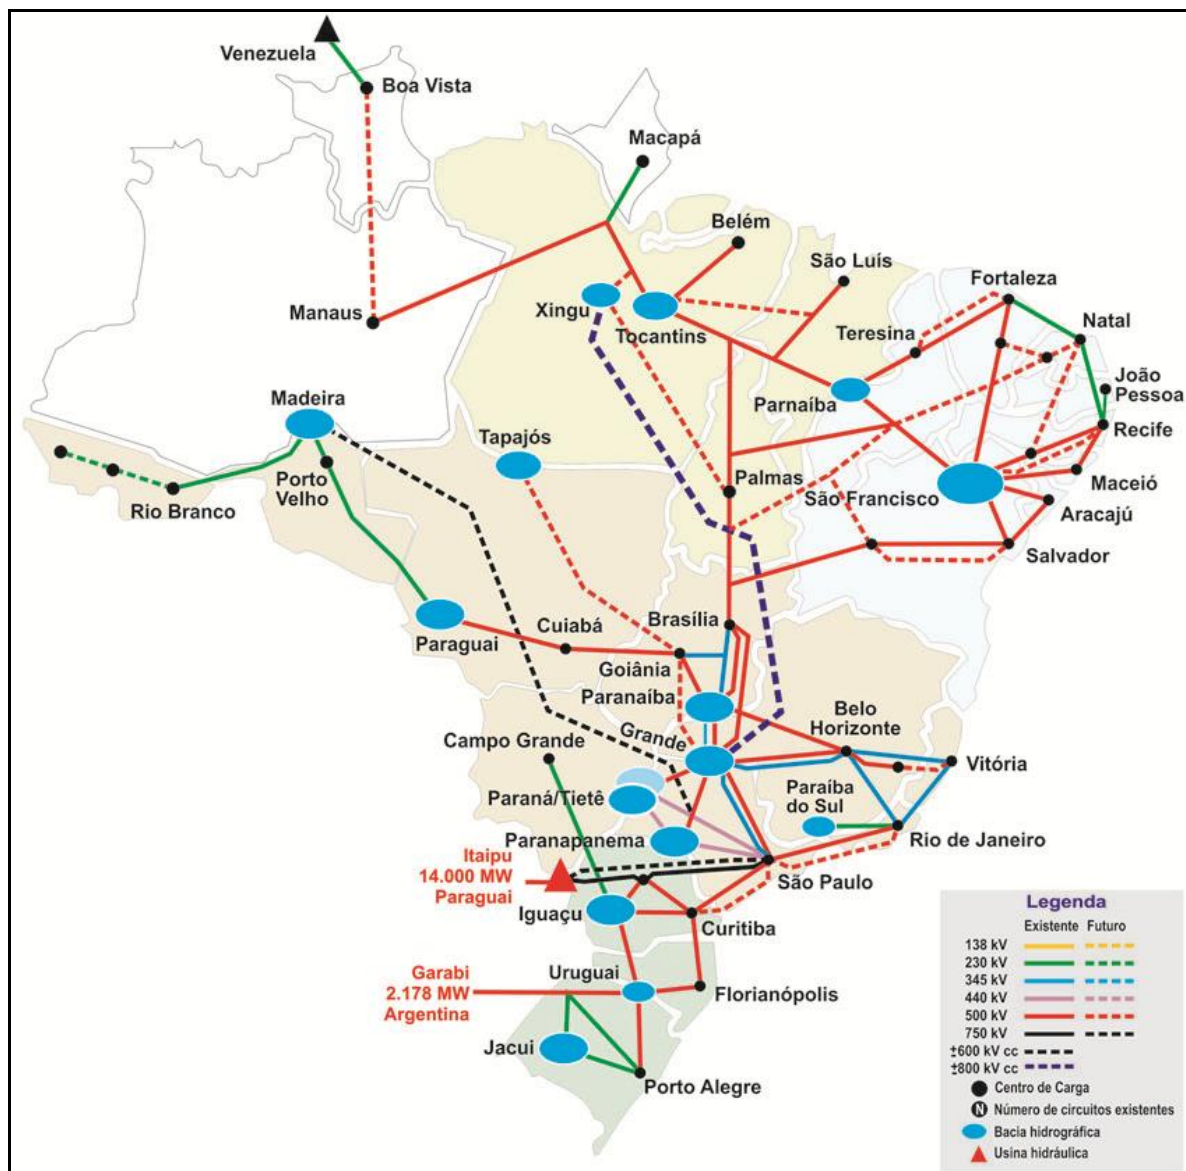 Venezuela
Boa Vista
Macapá
Belém
São Luís
Fortaleza
Xingu
Manaus
Tocantins
Teresina
Natal
João
Pessoa
Madeira
Parnaíba
Recife
Tapajós
Porto
Velho
Palmas
São Francisco
Maceió
Rio Branco
Aracajú
Salvador
Brasília
Cuiabá
Paraguai
Goiânia
Paranaíba
Belo
Horizonte
Grande
Campo Grande
Vitória
Paraná/Tietê
Paraíba
do Sul
Paranapanema
Rio de Janeiro
Itaipu
14.000 MW
Paraguai
São Paulo
Iguaçu
Curitiba
Garabi
2.178 MW
Argentina
Uruguai
Florianópolis
Jacui
Porto Alegre
Legenda
Existente Futuro
138 kV
230 kV
345 kV
440 kV
500 kV
750 kV
±600 kV cc
±800 kV cc
Centro de Carga
N Número de circuitos existentes
Bacia hidrográfica
Usina hidráulica